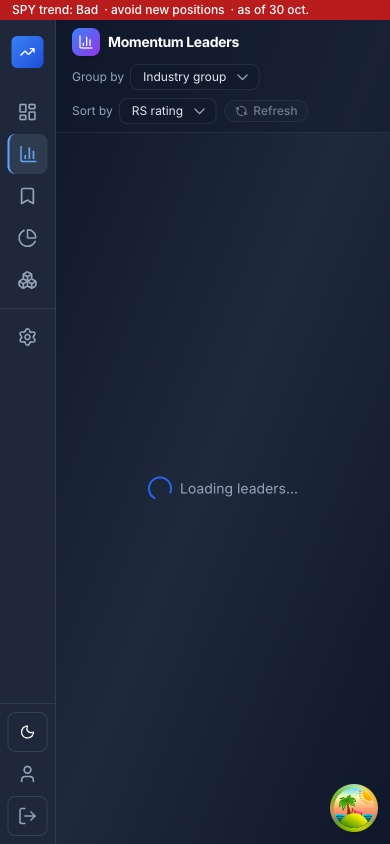 SPY trend: Bad · avoid new positions · as of 30 oct.
Momentum Leaders
Group by Industry group
Sort by RS rating Refresh
Loading leaders...